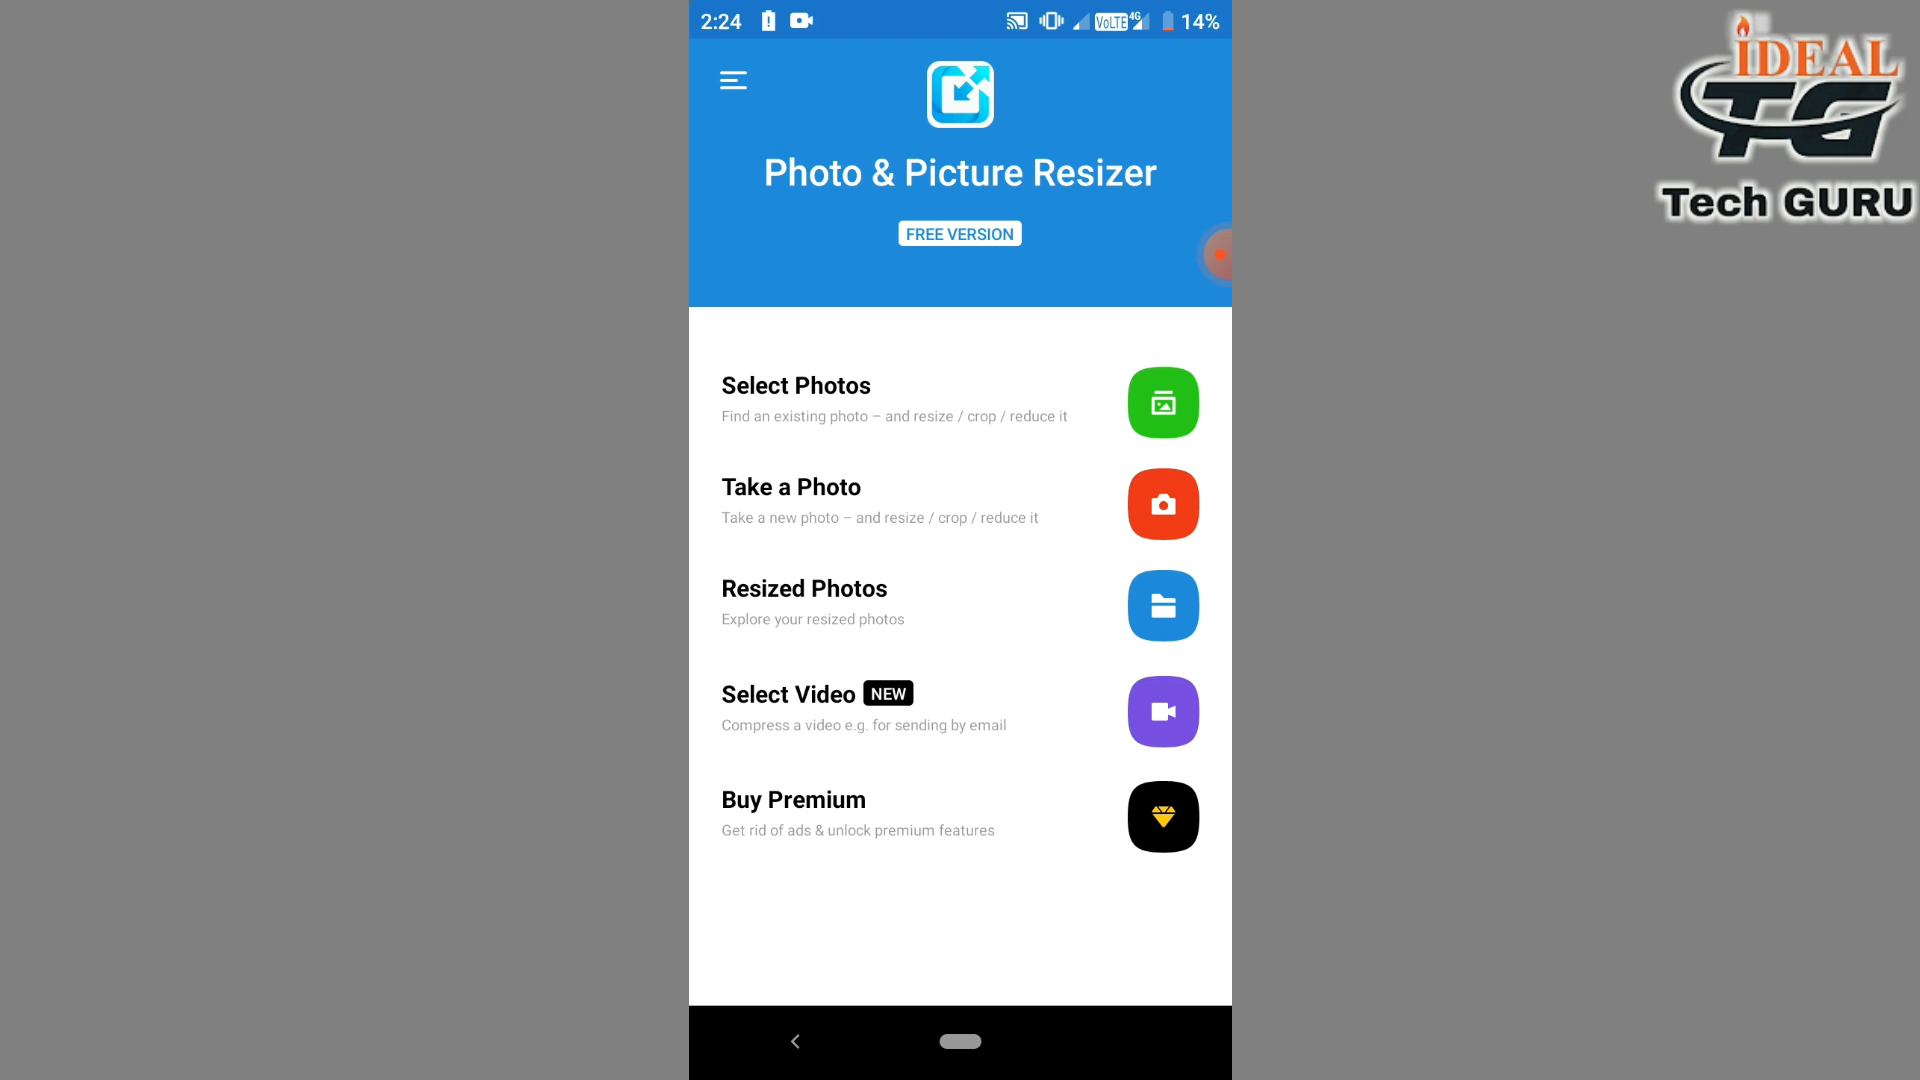 2:24
VoLTE 4G 14%
IDEAL
TG
Tech GURU
Photo & Picture Resizer
FREE VERSION
Select Photos
Find an existing photo – and resize / crop / reduce it
Take a Photo
Take a new photo – and resize / crop / reduce it
Resized Photos
Explore your resized photos
Select Video NEW
Compress a video e.g. for sending by email
Buy Premium
Get rid of ads & unlock premium features